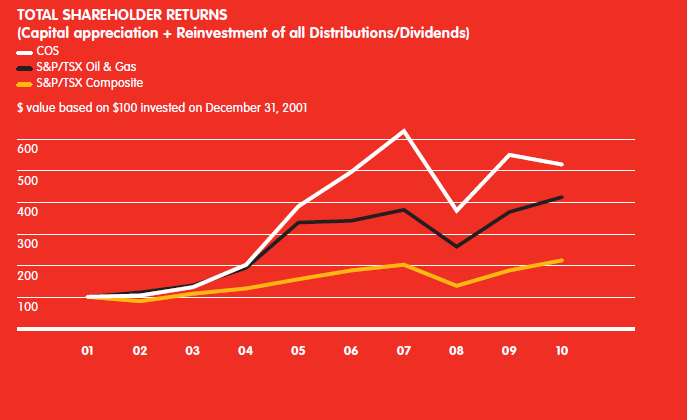 TOTAL SHAREHOLDER RETURNS
(Capital appreciation + Reinvestment of all Distributions/Dividends)
COS
S&P/TSX Oil & Gas
S&P/TSX Composite
$ value based on $100 invested on December 31, 2001
600
500
400
300
200
100
01 02 03 04 05 06 07 08 09 10